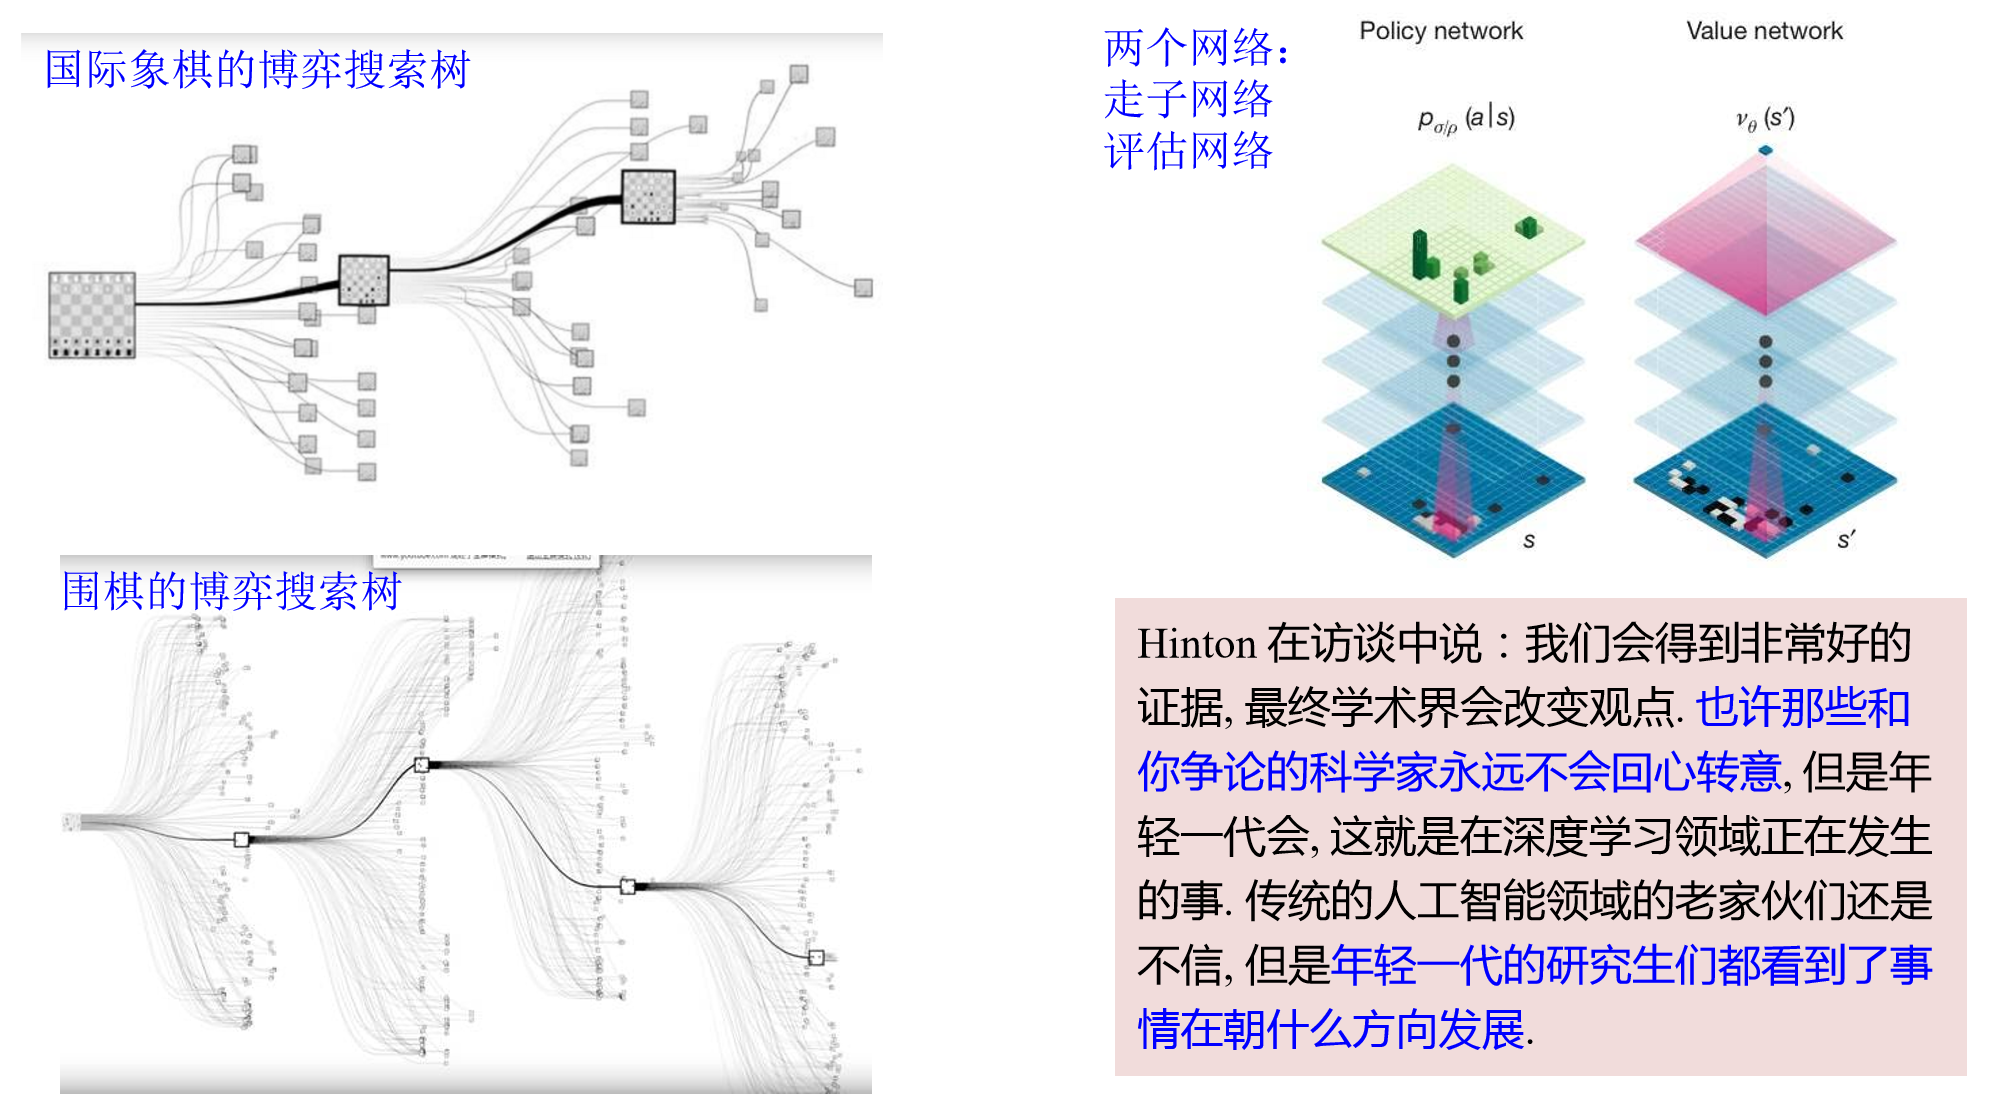 国际象棋的博弈搜索树
围棋的博弈搜索树
两个网络：
走子网络
评估网络
Policy network
Value network
p_{σ/ρ} (a|s)
ν_θ (s′)
s
s′
Hinton 在访谈中说：我们会得到非常好的
证据, 最终学术界会改变观点. 也许那些和
你争论的科学家永远不会回心转意, 但是年
轻一代会, 这就是在深度学习领域正在发生
的事. 传统的人工智能领域的老家伙们还是
不信, 但是年轻一代的研究生们都看到了事
情在朝什么方向发展.